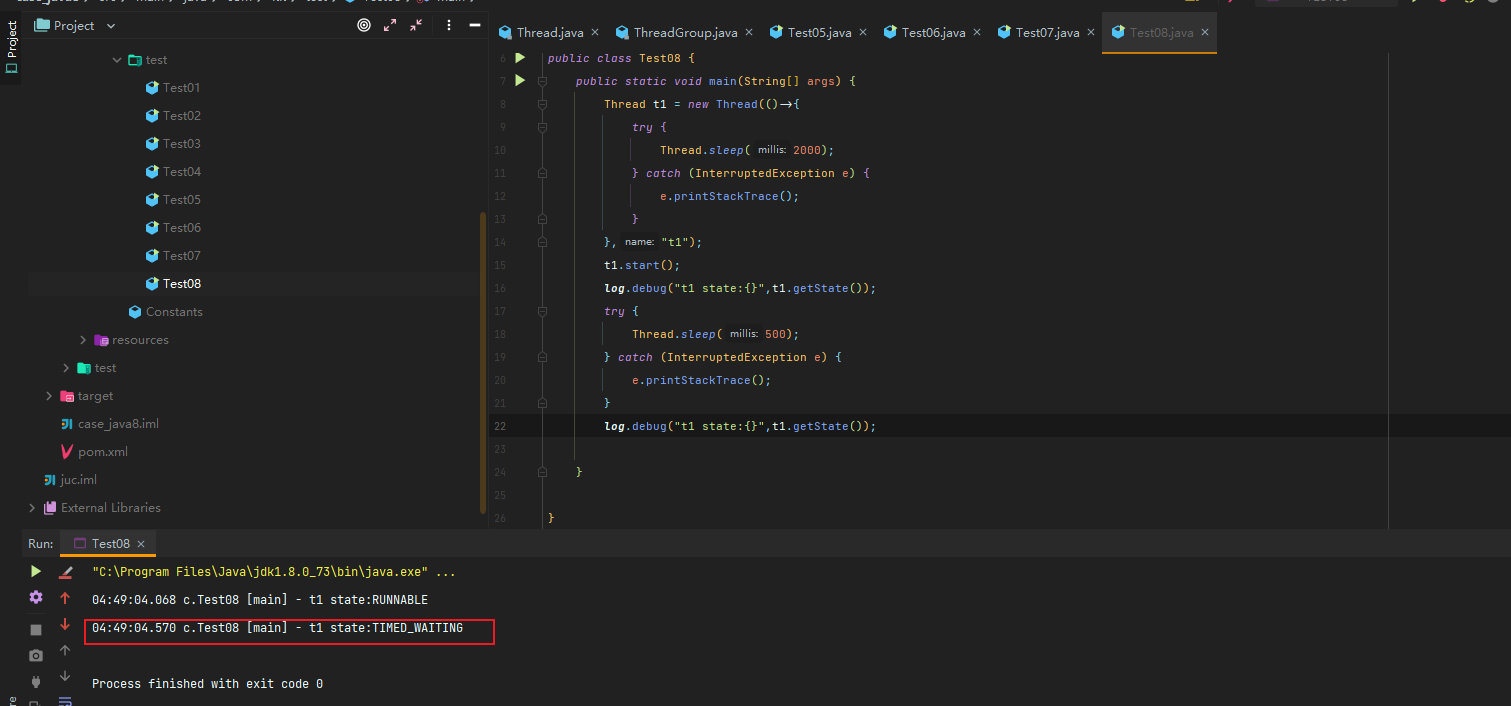 Project
Project
test
Test01
Test02
Test03
Test04
Test05
Test06
Test07
Test08
Constants
resources
test
target
case_java8.iml
pom.xml
juc.iml
External Libraries
Thread.java × ThreadGroup.java × Test05.java × Test06.java × Test07.java × Test08.java ×
6 public class Test08 {
7 public static void main(String[] args) {
8 Thread t1 = new Thread(()->{
9 try {
10 Thread.sleep( millis: 2000);
11 } catch (InterruptedException e) {
12 e.printStackTrace();
13 }
14 }, name: "t1");
15 t1.start();
16 log.debug("t1 state:{}",t1.getState());
17 try {
18 Thread.sleep( millis: 500);
19 } catch (InterruptedException e) {
20 e.printStackTrace();
21 }
22 log.debug("t1 state:{}",t1.getState());
23
24 }
25
26 }
Run: Test08 ×
"C:\Program Files\Java\jdk1.8.0_73\bin\java.exe" ...
04:49:04.068 c.Test08 [main] - t1 state:RUNNABLE
04:49:04.570 c.Test08 [main] - t1 state:TIMED_WAITING
Process finished with exit code 0